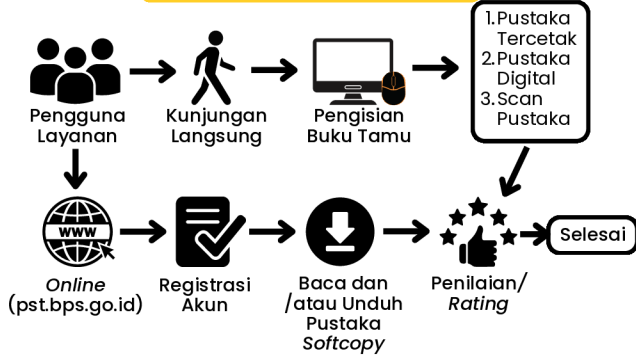 Pengguna
Layanan
Kunjungan
Langsung
Pengisian
Buku Tamu
1.Pustaka
Tercetak
2.Pustaka
Digital
3.Scan
Pustaka
www
Online
(pst.bps.go.id)
Registrasi
Akun
Baca dan
/atau Unduh
Pustaka
Softcopy
Penilaian/
Rating
Selesai